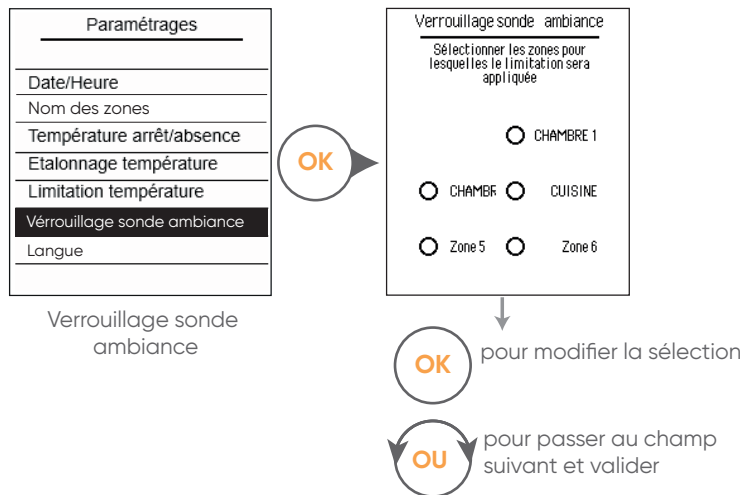 Paramétrages
Date/Heure
Nom des zones
Température arrêt/absence
Etalonnage température
Limitation température
Vérrouillage sonde ambiance
Langue
Verrouillage sonde
ambiance
OK
Verrouillage sonde ambiance
Sélectionner les zones pour
lesquelles le limitation sera
appliquée
CHAMBRE 1
CHAMBR CUISINE
Zone 5 Zone 6
OK
pour modifier la sélection
OU
pour passer au champ
suivant et valider